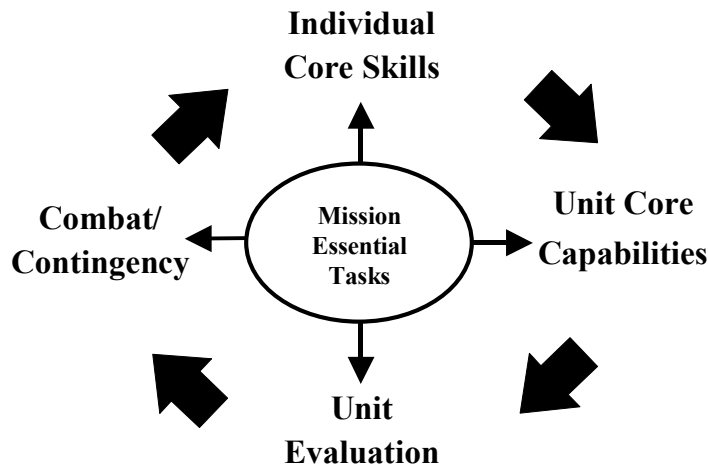 Individual
Core Skills
Combat/
Contingency
Mission
Essential
Tasks
Unit Core
Capabilities
Unit
Evaluation